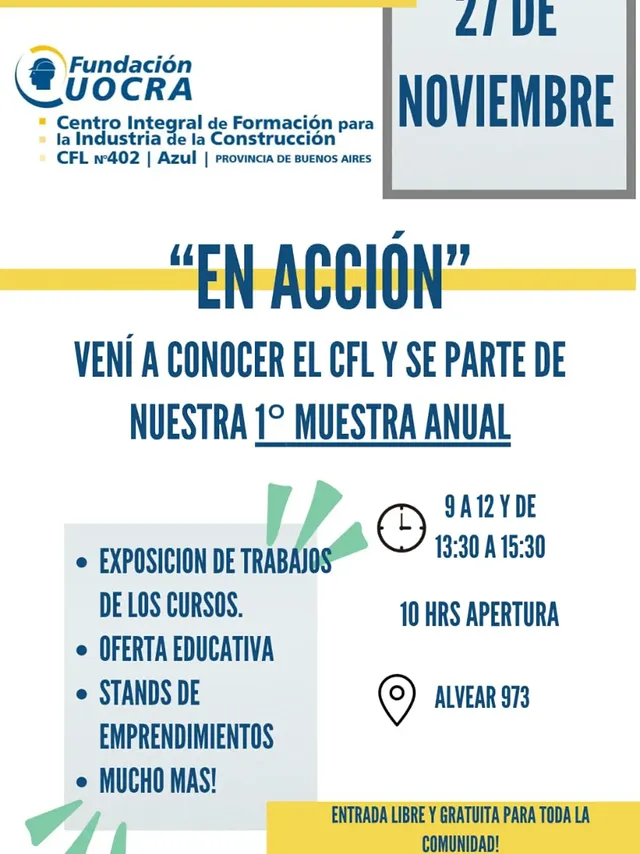 Fundación
UOCRA
Centro Integral de Formación para
la Industria de la Construcción
CFL Nº402 | Azul | PROVINCIA DE BUENOS AIRES
27 DE
NOVIEMBRE
“EN ACCIÓN”
VENÍ A CONOCER EL CFL Y SE PARTE DE
NUESTRA 1° MUESTRA ANUAL
• EXPOSICION DE TRABAJOS
DE LOS CURSOS.
• OFERTA EDUCATIVA
• STANDS DE
EMPRENDIMIENTOS
• MUCHO MAS!
9 A 12 Y DE
13:30 A 15:30
10 HRS APERTURA
ALVEAR 973
ENTRADA LIBRE Y GRATUITA PARA TODA LA
COMUNIDAD!